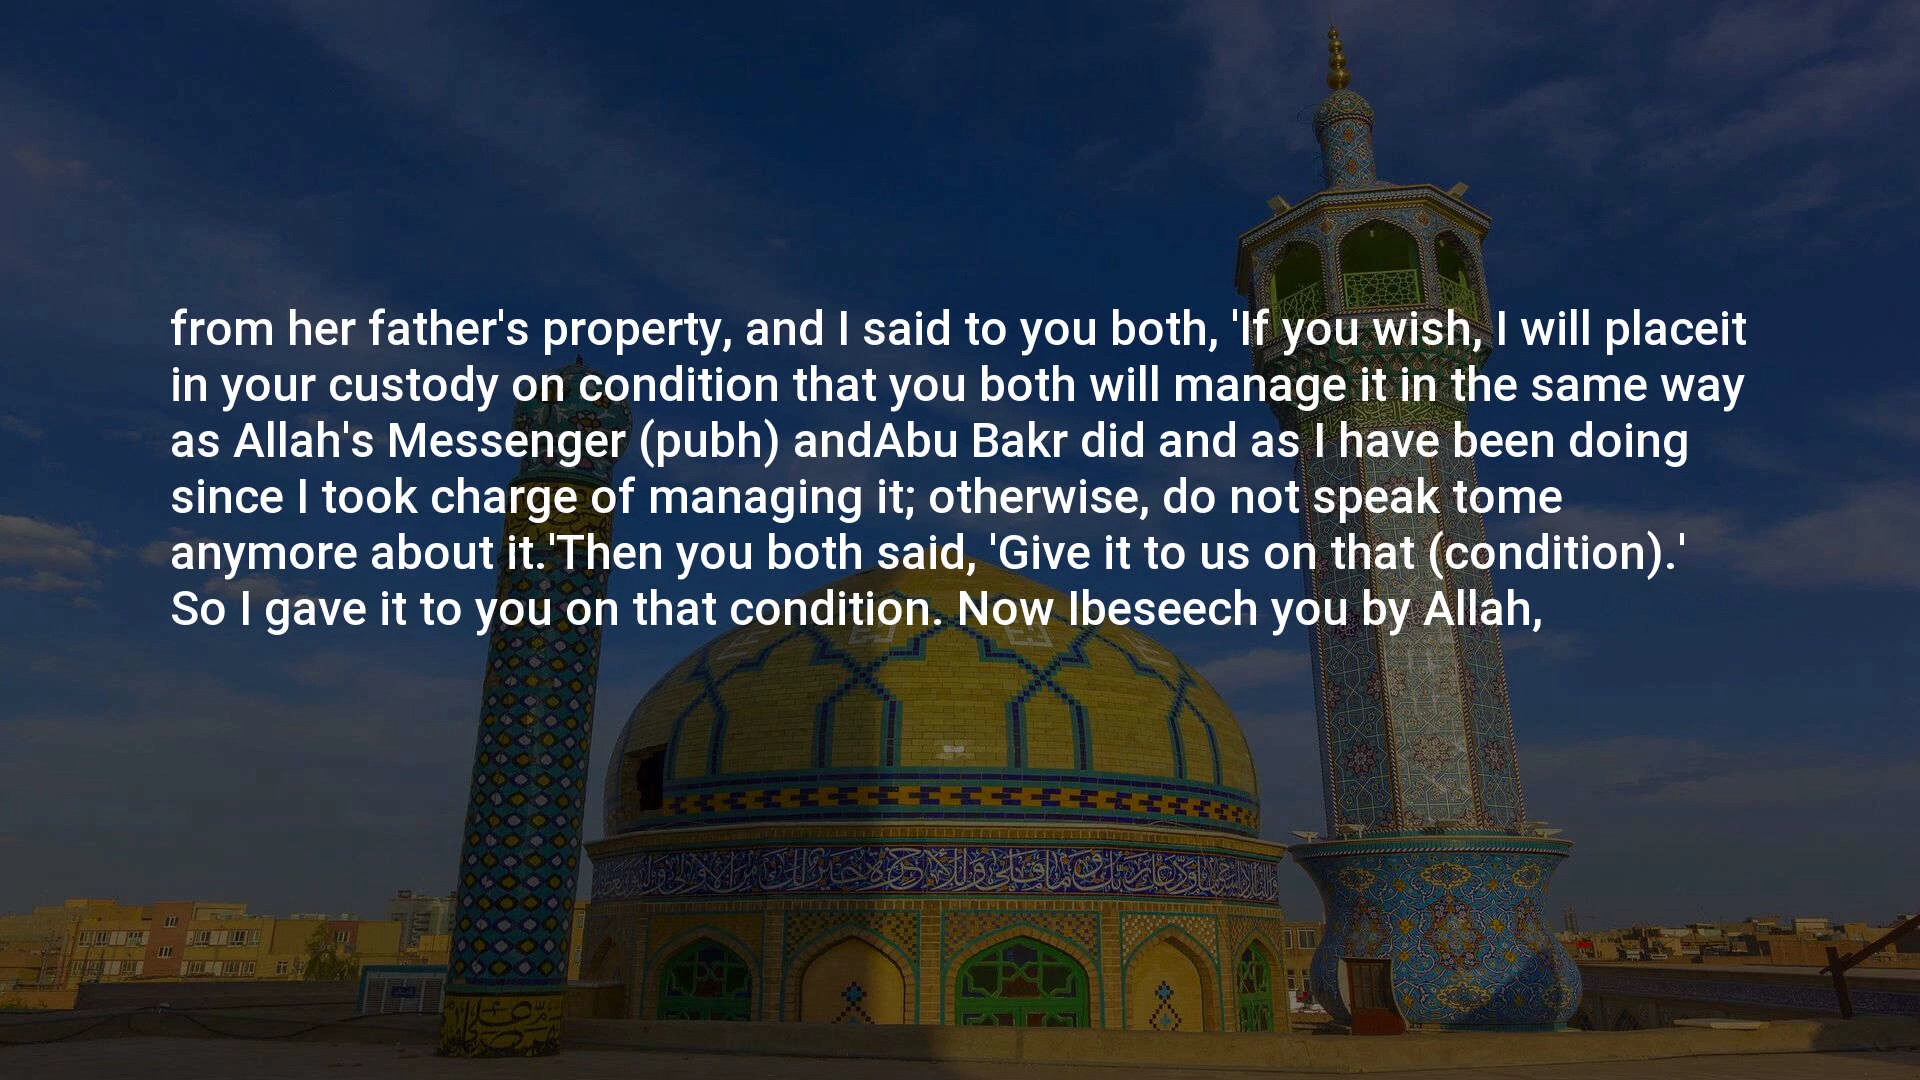 from her father's property, and I said to you both, 'If you wish, I will placeit
in your custody on condition that you both will manage it in the same way
as Allah's Messenger (pubh) andAbu Bakr did and as I have been doing
since I took charge of managing it; otherwise, do not speak tome
anymore about it.'Then you both said, 'Give it to us on that (condition).'
So I gave it to you on that condition. Now Ibeseech you by Allah,